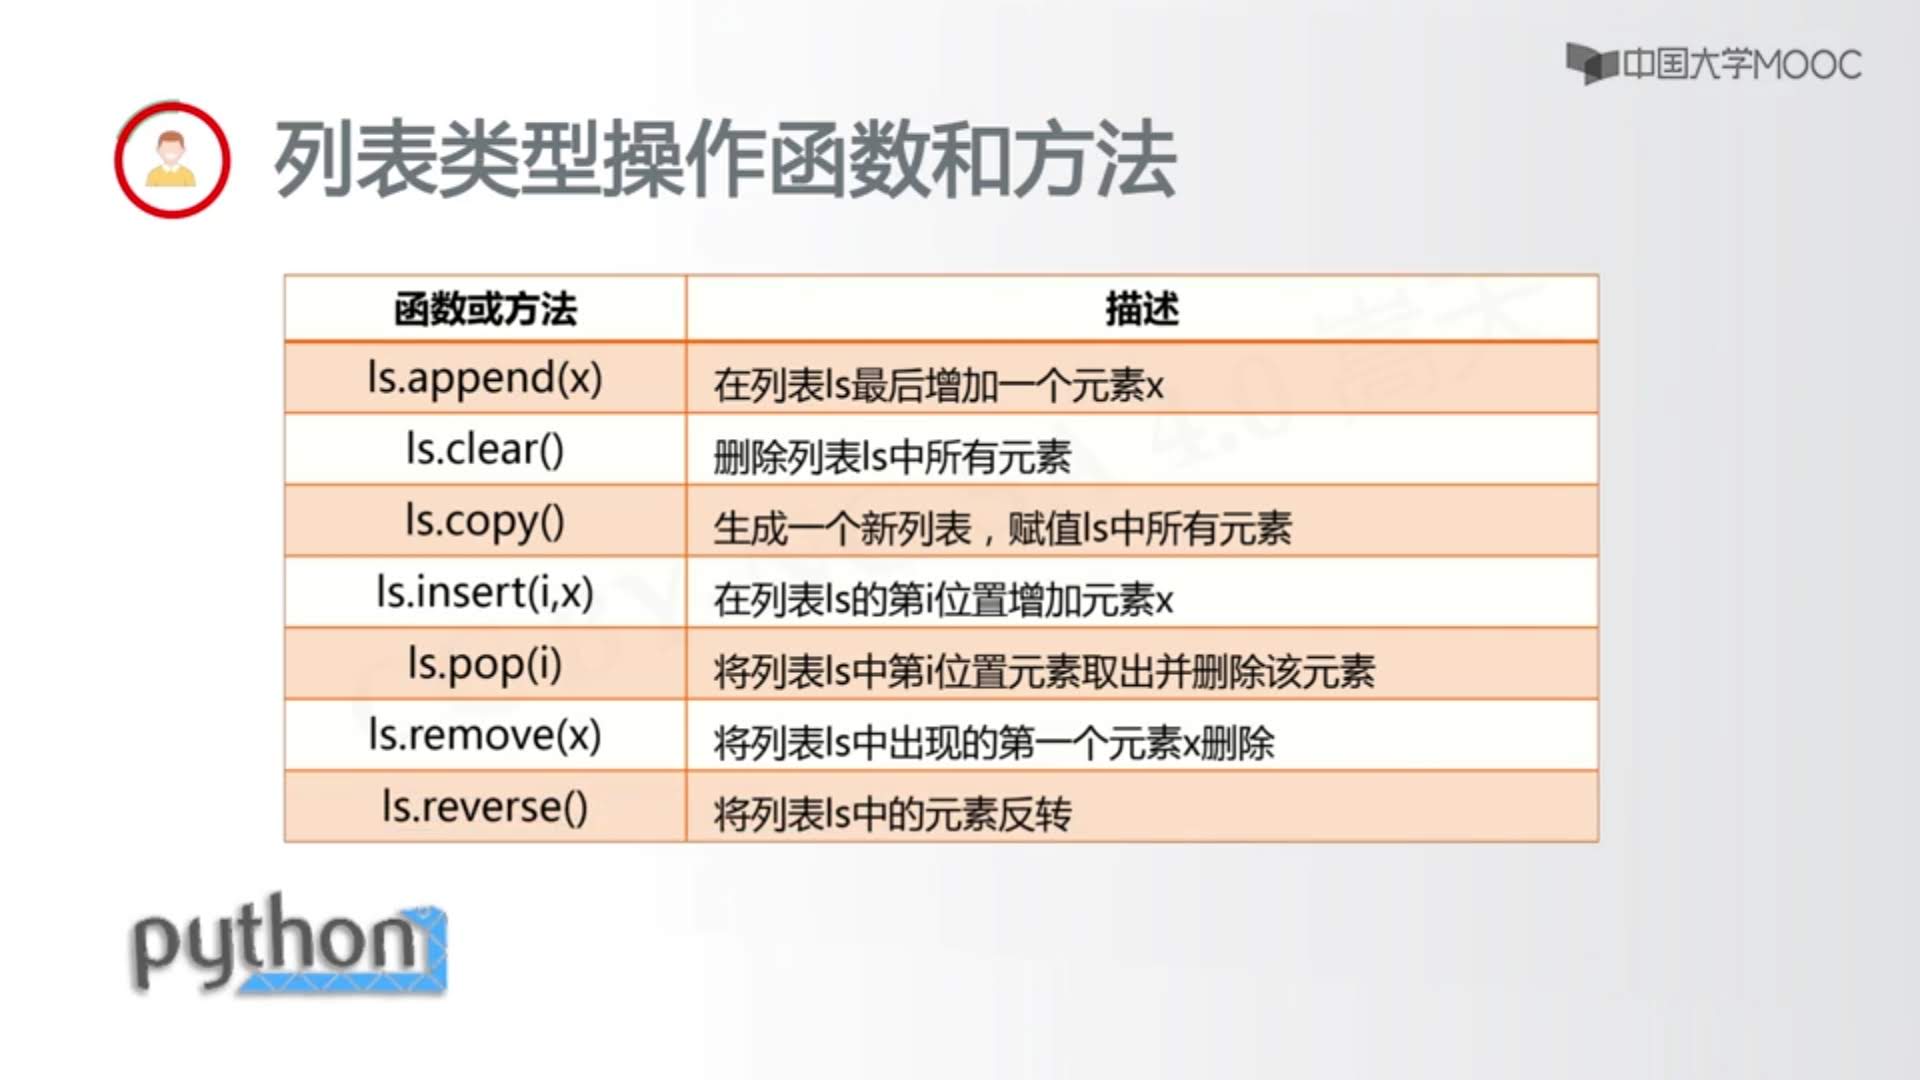 中国大学MOOC
列表类型操作函数和方法
函数或方法 描述
ls.append(x) 在列表ls最后增加一个元素x
ls.clear() 删除列表ls中所有元素
ls.copy() 生成一个新列表，赋值ls中所有元素
ls.insert(i,x) 在列表ls的第i位置增加元素x
ls.pop(i) 将列表ls中第i位置元素取出并删除该元素
ls.remove(x) 将列表ls中出现的第一个元素x删除
ls.reverse() 将列表ls中的元素反转
4.0 嵩天
python